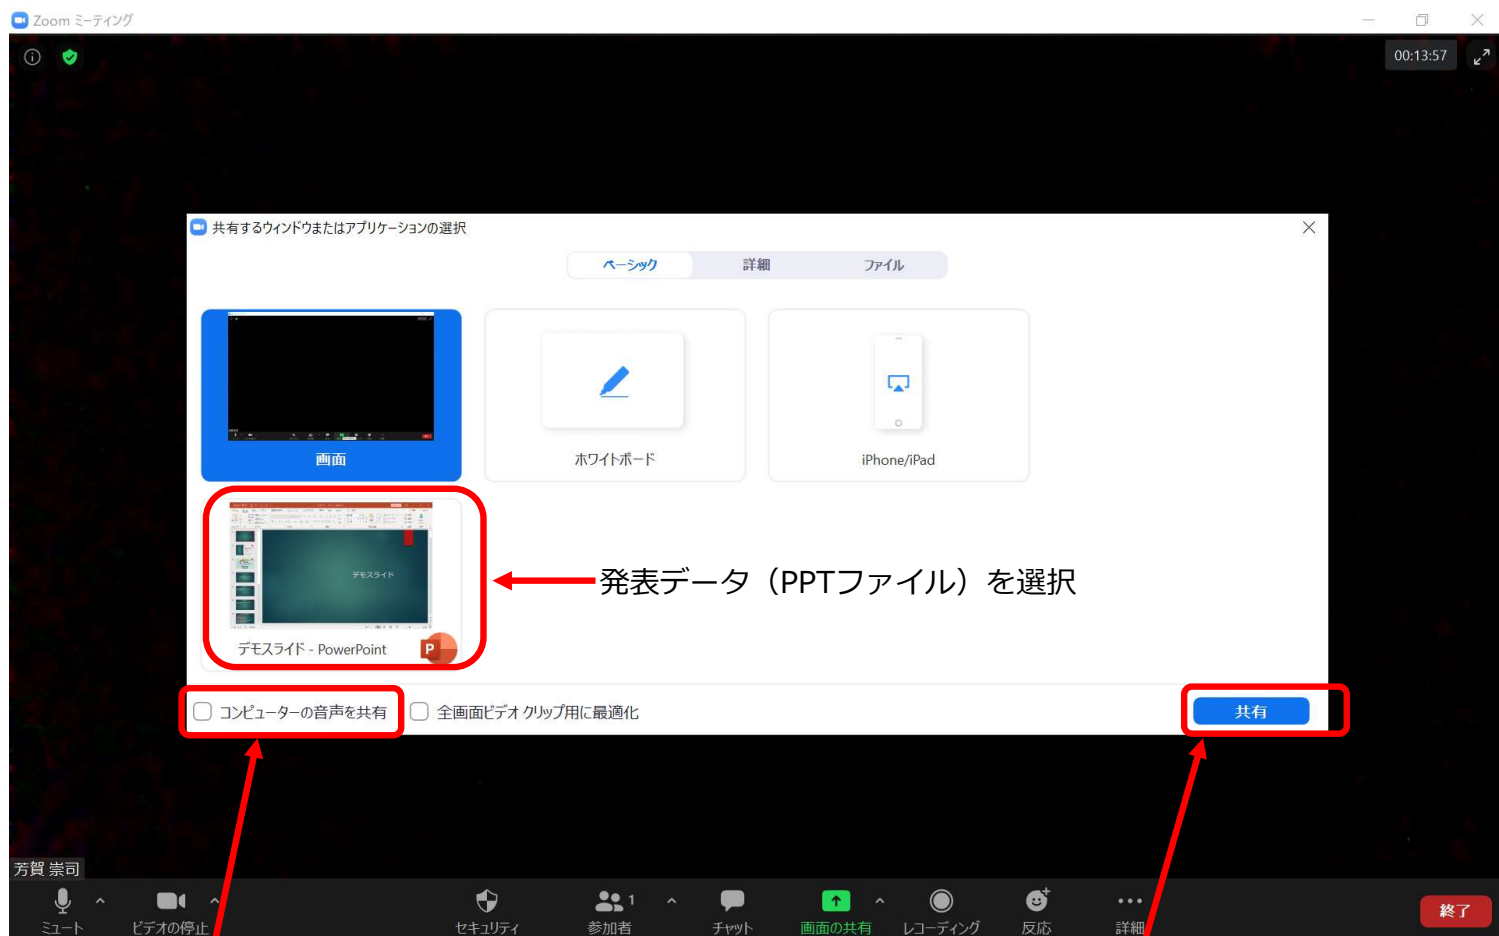 Zoom ミーティング
00:13:57
共有するウィンドウまたはアプリケーションの選択
ベーシック 詳細 ファイル
画面
ホワイトボード
iPhone/iPad
デモスライド
発表データ（PPTファイル）を選択
デモスライド - PowerPoint
P
コンピューターの音声を共有 全画面ビデオ クリップ用に最適化 共有
芳賀 崇司
1
ミュート ビデオの停止 セキュリティ 参加者 チャット 画面の共有 レコーディング 反応 詳細 終了